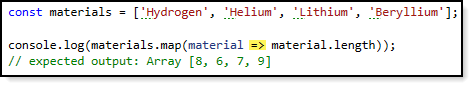 const materials = ['Hydrogen', 'Helium', 'Lithium', 'Beryllium'];
console.log(materials.map(material => material.length));
// expected output: Array [8, 6, 7, 9]